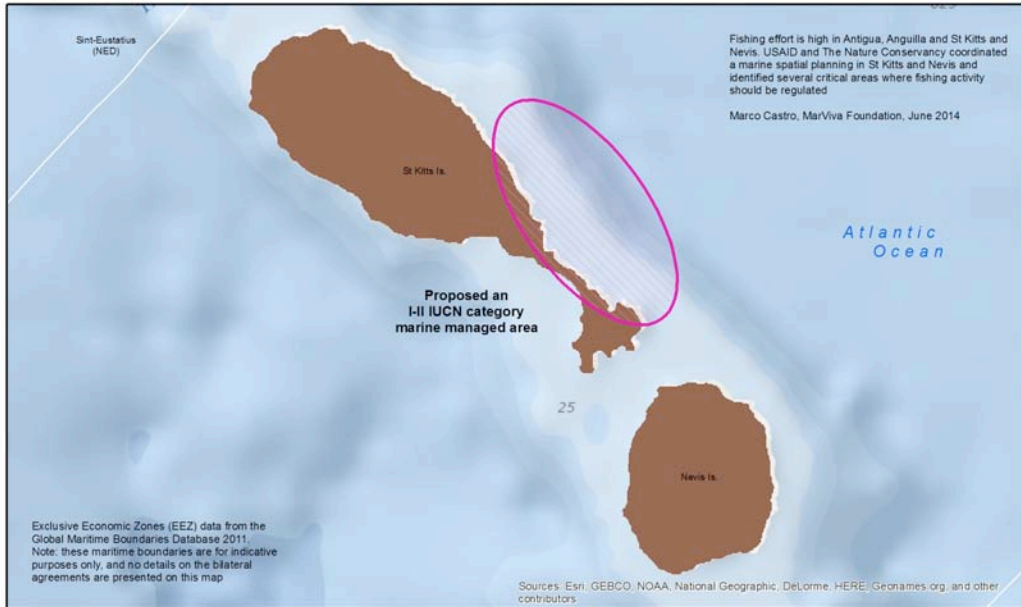 Sint-Eustatius
(NED)
Fishing effort is high in Antigua, Anguilla and St Kitts and
Nevis. USAID and The Nature Conservancy coordinated
a marine spatial planning in St Kitts and Nevis and
identified several critical areas where fishing activity
should be regulated
Marco Castro, MarViva Foundation, June 2014
St Kitts Is.
Atlantic
Ocean
Proposed an
I-II IUCN category
marine managed area
25
Nevis Is.
Exclusive Economic Zones (EEZ) data from the
Global Maritime Boundaries Database 2011.
Note: these maritime boundaries are for indicative
purposes only, and no details on the bilateral
agreements are presented on this map
Sources: Esri, GEBCO, NOAA, National Geographic, DeLorme, HERE, Geonames.org, and other
contributors